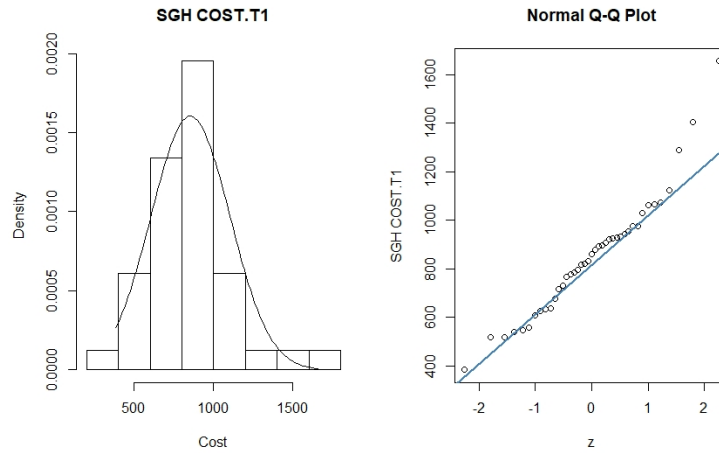 SGH COST.T1
Density
0.0000 0.0005 0.0010 0.0015 0.0020
500 1000 1500
Cost
Normal Q-Q Plot
SGH COST.T1
400 600 800 1000 1200 1400 1600
-2 -1 0 1 2
z